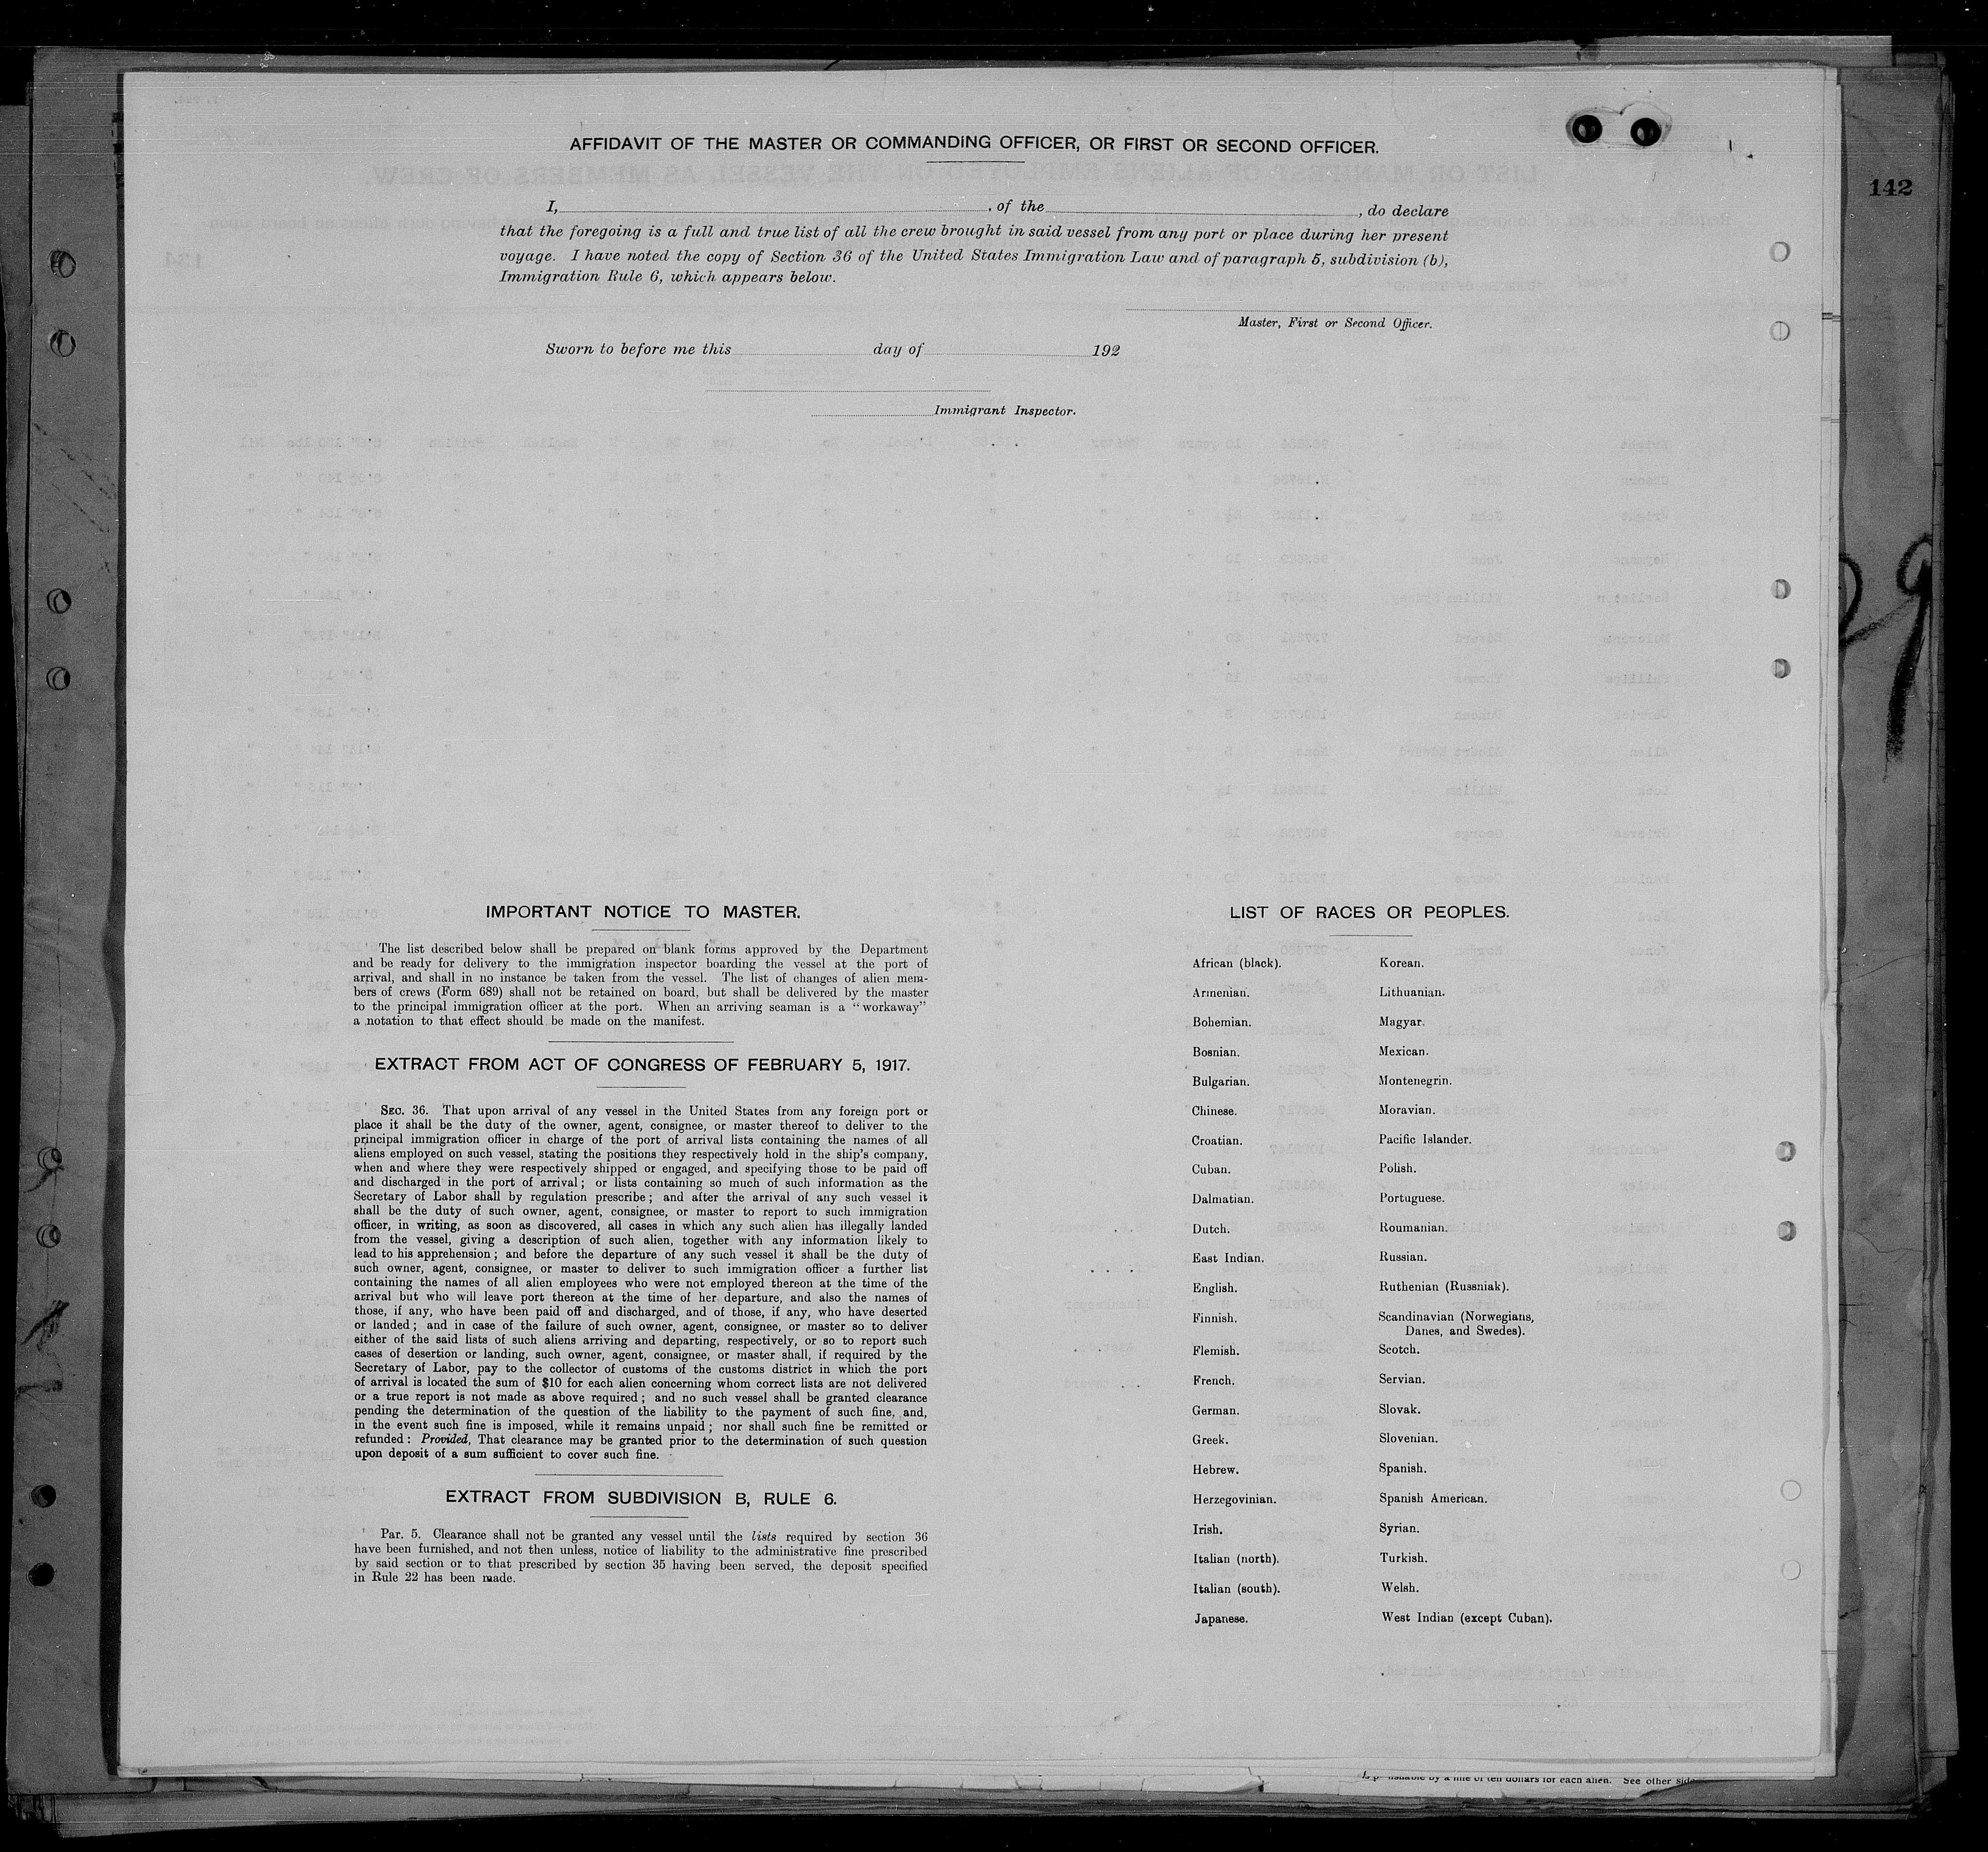 AFFIDAVIT OF THE MASTER OR COMMANDING OFFICER, OR FIRST OR SECOND OFFICER.
142
I, , of the , do declare
that the foregoing is a full and true list of all the crew brought in said vessel from any port or place during her present
voyage. I have noted the copy of Section 36 of the United States Immigration Law and of paragraph 5, subdivision (b),
Immigration Rule 6, which appears below.
Master, First or Second Officer.
Sworn to before me this day of 192
Immigrant Inspector.
IMPORTANT NOTICE TO MASTER.
The list described below shall be prepared on blank forms approved by the Department
and be ready for delivery to the immigration inspector boarding the vessel at the port of
arrival, and shall in no instance be taken from the vessel. The list of changes of alien mem-
bers of crews (Form 689) shall not be retained on board, but shall be delivered by the master
to the principal immigration officer at the port. When an arriving seaman is a "workaway"
a notation to that effect should be made on the manifest.
EXTRACT FROM ACT OF CONGRESS OF FEBRUARY 5, 1917.
SEC. 36. That upon arrival of any vessel in the United States from any foreign port or
place it shall be the duty of the owner, agent, consignee, or master thereof to deliver to the
principal immigration officer in charge of the port of arrival lists containing the names of all
aliens employed on such vessel, stating the positions they respectively hold in the ship's company,
when and where they were respectively shipped or engaged, and specifying those to be paid off
and discharged in the port of arrival; or lists containing so much of such information as the
Secretary of Labor shall by regulation prescribe; and after the arrival of any such vessel it
shall be the duty of such owner, agent, consignee, or master to report to such immigration
officer, in writing, as soon as discovered, all cases in which any such alien has illegally landed
from the vessel, giving a description of such alien, together with any information likely to
lead to his apprehension; and before the departure of any such vessel it shall be the duty of
such owner, agent, consignee, or master to deliver to such immigration officer a further list
containing the names of all alien employees who were not employed thereon at the time of the
arrival but who will leave port thereon at the time of her departure, and also the names of
those, if any, who have been paid off and discharged, and of those, if any, who have deserted
or landed; and in case of the failure of such owner, agent, consignee, or master so to deliver
either of the said lists of such aliens arriving and departing, respectively, or so to report such
cases of desertion or landing, such owner, agent, consignee, or master shall, if required by the
Secretary of Labor, pay to the collector of customs of the customs district in which the port
of arrival is located the sum of $10 for each alien concerning whom correct lists are not delivered
or a true report is not made as above required; and no such vessel shall be granted clearance
pending the determination of the question of the liability to the payment of such fine, and,
in the event such fine is imposed, while it remains unpaid; nor shall such fine be remitted or
refunded: Provided, That clearance may be granted prior to the determination of such question
upon deposit of a sum sufficient to cover such fine.
EXTRACT FROM SUBDIVISION B, RULE 6.
Par. 5. Clearance shall not be granted any vessel until the lists required by section 36
have been furnished, and not then unless, notice of liability to the administrative fine prescribed
by said section or to that prescribed by section 35 having been served, the deposit specified
in Rule 22 has been made.
LIST OF RACES OR PEOPLES.
African (black).
Armenian.
Bohemian.
Bosnian.
Bulgarian.
Chinese.
Croatian.
Cuban.
Dalmatian.
Dutch.
East Indian.
English.
Finnish.
Flemish.
French.
German.
Greek.
Hebrew.
Herzegovinian.
Irish.
Italian (north).
Italian (south).
Japanese.
Korean.
Lithuanian.
Magyar.
Mexican.
Montenegrin.
Moravian.
Pacific Islander.
Polish.
Portuguese.
Roumanian.
Russian.
Ruthenian (Russniak).
Scandinavian (Norwegians,
Danes, and Swedes).
Scotch.
Servian.
Slovak.
Slovenian.
Spanish.
Spanish American.
Syrian.
Turkish.
Welsh.
West Indian (except Cuban).
by a fine of ten dollars for each alien. See other side